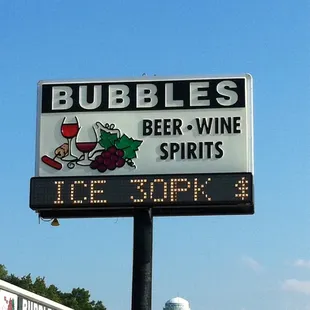 BUBBLES
BEER · WINE
SPIRITS
ICE 30PK $